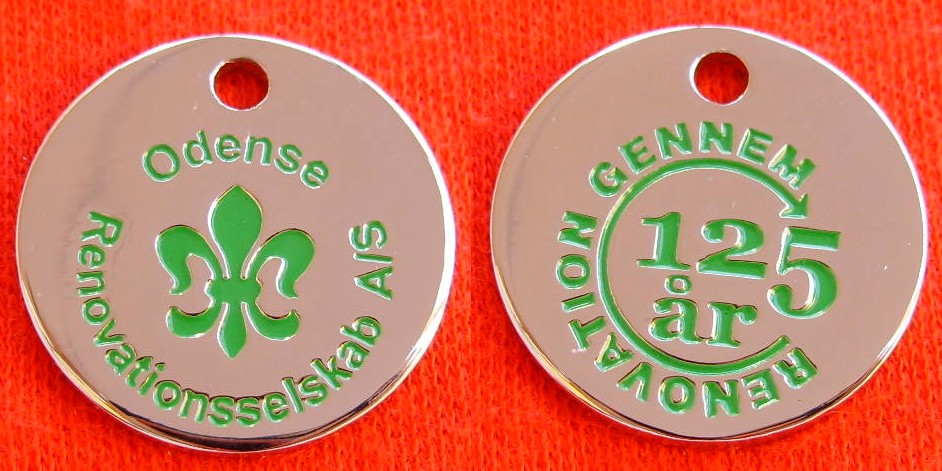 Odense
Renovationsselskab A/S
RENOVATION GENNEM
125
år